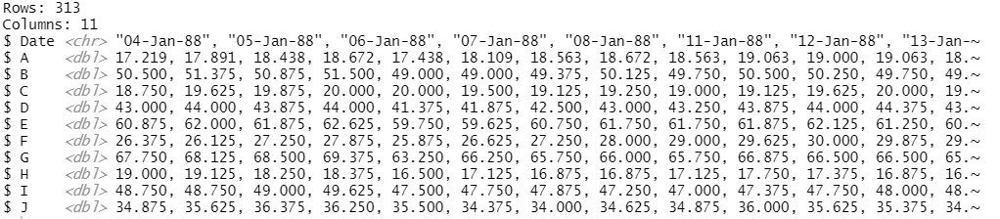 Rows: 313
Columns: 11
$ Date <chr> "04-Jan-88", "05-Jan-88", "06-Jan-88", "07-Jan-88", "08-Jan-88", "11-Jan-88", "12-Jan-88", "13-Jan-~
$ A <dbl> 17.219, 17.891, 18.438, 18.672, 17.438, 18.109, 18.563, 18.672, 18.563, 19.063, 19.000, 19.063, 18.~
$ B <dbl> 50.500, 51.375, 50.875, 51.500, 49.000, 49.000, 49.375, 50.125, 49.750, 50.500, 50.250, 49.750, 49.~
$ C <dbl> 18.750, 19.625, 19.875, 20.000, 20.000, 19.500, 19.125, 19.250, 19.000, 19.125, 19.625, 20.000, 19.~
$ D <dbl> 43.000, 44.000, 43.875, 44.000, 41.375, 41.875, 42.500, 43.000, 43.250, 43.875, 44.000, 44.375, 43.~
$ E <dbl> 60.875, 62.000, 61.875, 62.625, 59.750, 59.625, 60.750, 61.750, 61.750, 61.875, 62.125, 61.250, 60.~
$ F <dbl> 26.375, 26.125, 27.250, 27.875, 25.875, 26.625, 27.250, 28.000, 29.000, 29.625, 30.000, 29.875, 29.~
$ G <dbl> 67.750, 68.125, 68.500, 69.375, 63.250, 66.250, 65.750, 66.000, 65.750, 66.875, 66.500, 66.500, 65.~
$ H <dbl> 19.000, 19.125, 18.250, 18.375, 16.500, 17.125, 16.875, 16.875, 17.125, 17.750, 17.375, 16.875, 16.~
$ I <dbl> 48.750, 48.750, 49.000, 49.625, 47.500, 47.750, 47.875, 47.250, 47.000, 47.375, 47.750, 48.000, 48.~
$ J <dbl> 34.875, 35.625, 36.375, 36.250, 35.500, 34.375, 34.000, 34.625, 34.875, 36.000, 35.625, 35.375, 34.~